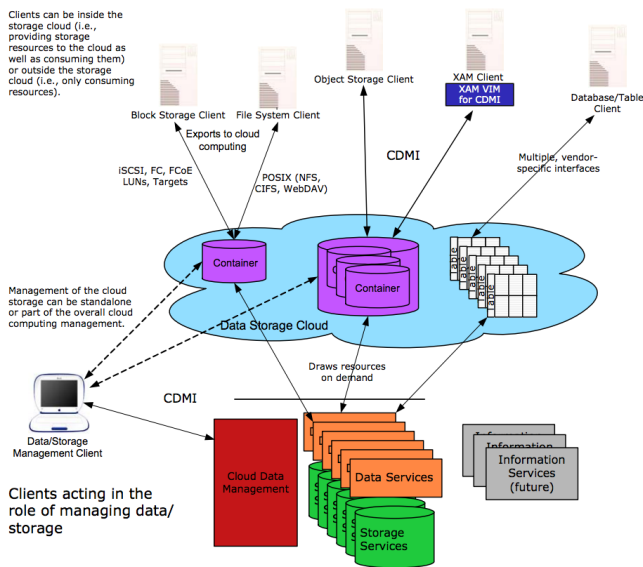 Clients can be inside the
storage cloud (i.e.,
providing storage
resources to the cloud as
well as consuming them)
or outside the storage
cloud (i.e., only consuming
resources).
Block Storage Client
File System Client
Object Storage Client
XAM Client
XAM VIM
for CDMI
Database/Table
Client
Exports to cloud
computing
CDMI
iSCSI, FC, FCoE
LUNs, Targets
POSIX (NFS,
CIFS, WebDAV)
Multiple, vendor-
specific interfaces
Container
Container
Table
Table
Table
Table
Table
Management of the cloud
storage can be standalone
or part of the overall cloud
computing management.
Data Storage Cloud
Draws resources
on demand
CDMI
Data/Storage
Management Client
Cloud Data
Management
Data Services
Storage
Services
Information
Information
Information
Services
(future)
Clients acting in the
role of managing data/
storage